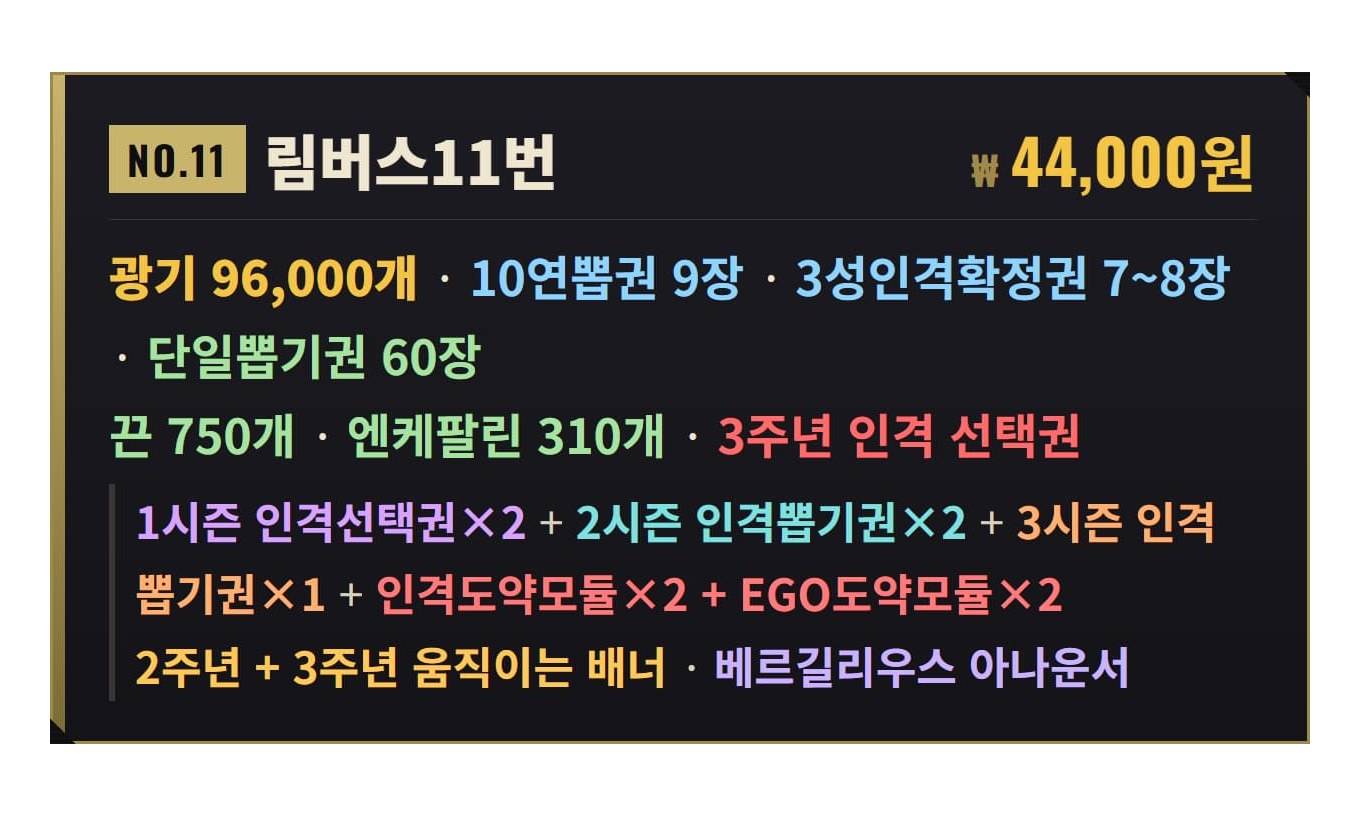 NO.11 림버스11번 ₩ 44,000원
광기 96,000개 · 10연뽑권 9장 · 3성인격확정권 7~8장
· 단일뽑기권 60장
끈 750개 · 엔케팔린 310개 · 3주년 인격 선택권
1시즌 인격선택권×2 + 2시즌 인격뽑기권×2 + 3시즌 인격
뽑기권×1 + 인격도약모듈×2 + EGO도약모듈×2
2주년 + 3주년 움직이는 배너 · 베르길리우스 아나운서